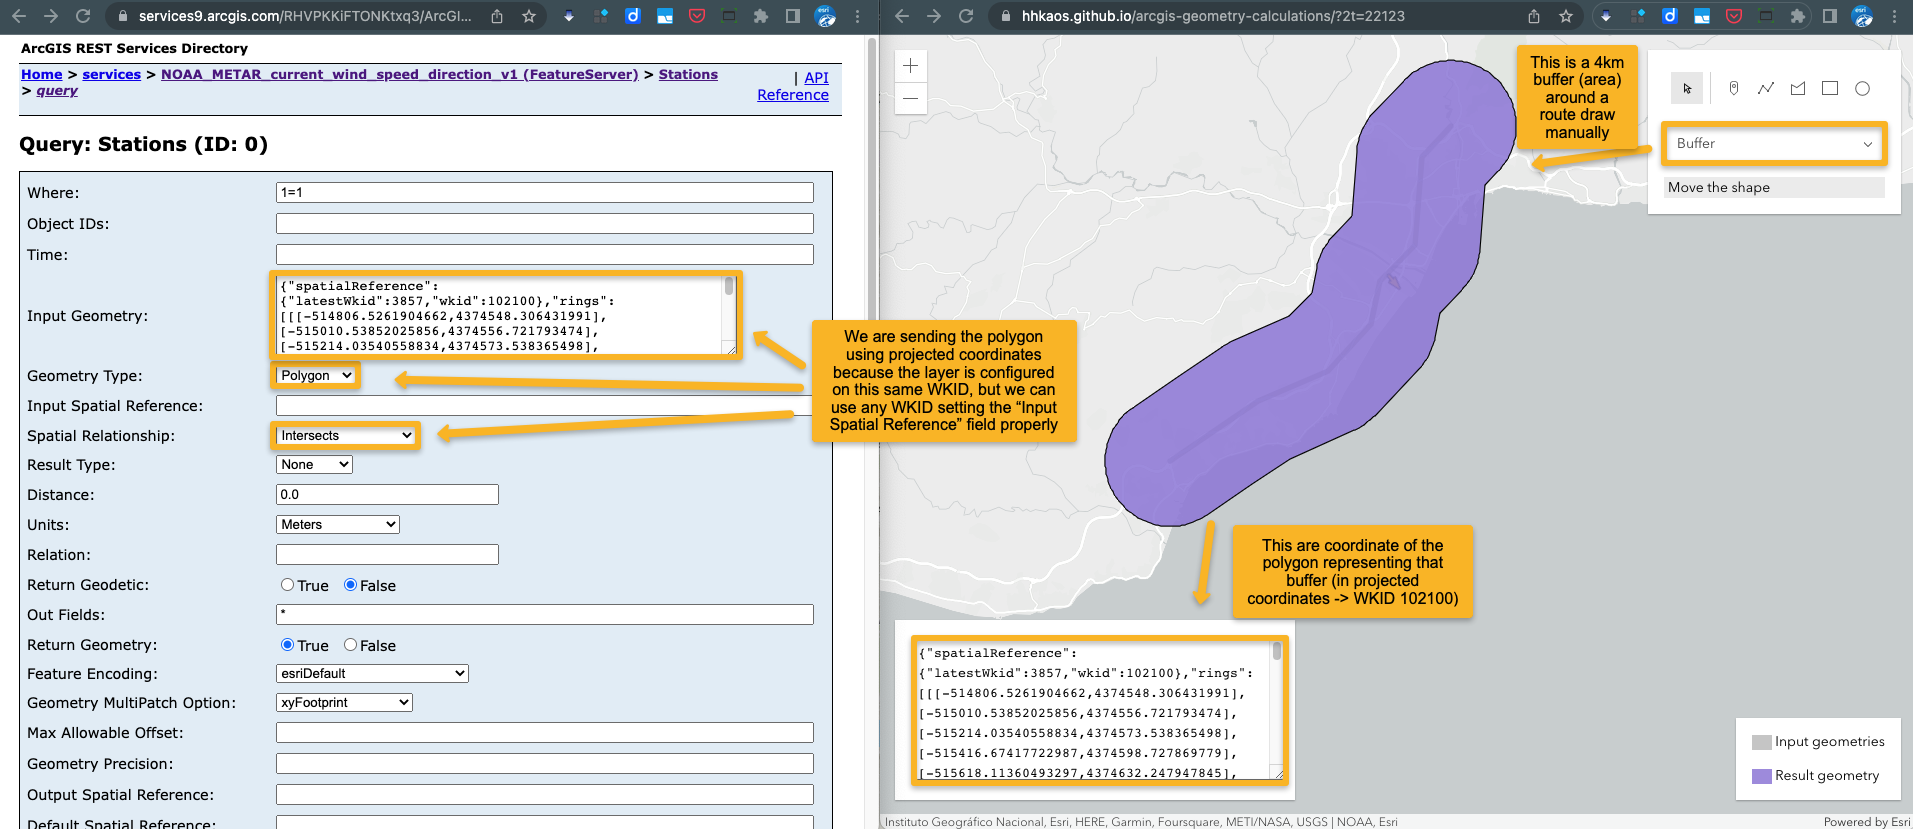 services9.arcgis.com/RHVPKKiFTONKtxq3/ArcGI...
ArcGIS REST Services Directory
Home > services > NOAA_METAR_current_wind_speed_direction_v1 (FeatureServer) > Stations
> query
| API
Reference
Query: Stations (ID: 0)
Where:
1=1
Object IDs:
Time:
Input Geometry:
{"spatialReference":
{"latestWkid":3857,"wkid":102100},"rings":
[[[-514806.5261904662,4374548.306431991],
[-515010.53852025856,4374556.721793474],
[-515214.03540558834,4374573.538365498],
Geometry Type:
Polygon
Input Spatial Reference:
Spatial Relationship:
Intersects
Result Type:
None
Distance:
0.0
Units:
Meters
Relation:
Return Geodetic:
True False
Out Fields:
*
Return Geometry:
True False
Feature Encoding:
esriDefault
Geometry MultiPatch Option:
xyFootprint
Max Allowable Offset:
Geometry Precision:
Output Spatial Reference:
Default Spatial Reference:
We are sending the polygon
using projected coordinates
because the layer is configured
on this same WKID, but we can
use any WKID setting the “Input
Spatial Reference” field properly
hhkaos.github.io/arcgis-geometry-calculations/?2t=22123
+
−
This is a 4km
buffer (area)
around a
route draw
manually
Buffer
Move the shape
This are coordinate of the
polygon representing that
buffer (in projected
coordinates -> WKID 102100)
{"spatialReference":
{"latestWkid":3857,"wkid":102100},"rings":
[[[-514806.5261904662,4374548.306431991],
[-515010.53852025856,4374556.721793474],
[-515214.03540558834,4374573.538365498],
[-515416.67417722987,4374598.727869779],
[-515618.11360493297,4374632.247947845],
Input geometries
Result geometry
Instituto Geográfico Nacional, Esri, HERE, Garmin, Foursquare, METI/NASA, USGS | NOAA, Esri
Powered by Esri